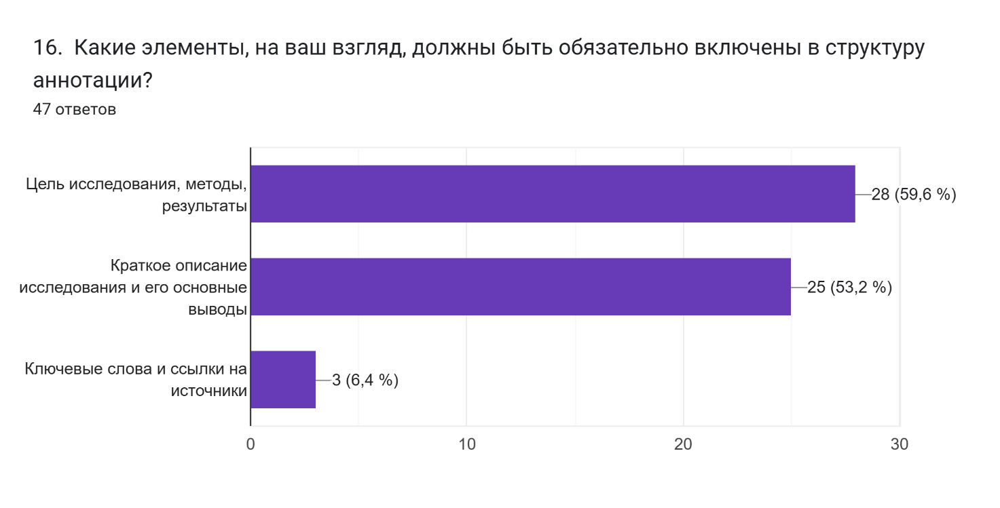 16.  Какие элементы, на ваш взгляд, должны быть обязательно включены в структуру
аннотации?
47 ответов
Цель исследования, методы,
результаты
28 (59,6 %)
Краткое описание
исследования и его основные
выводы
25 (53,2 %)
Ключевые слова и ссылки на
источники
3 (6,4 %)
0 10 20 30